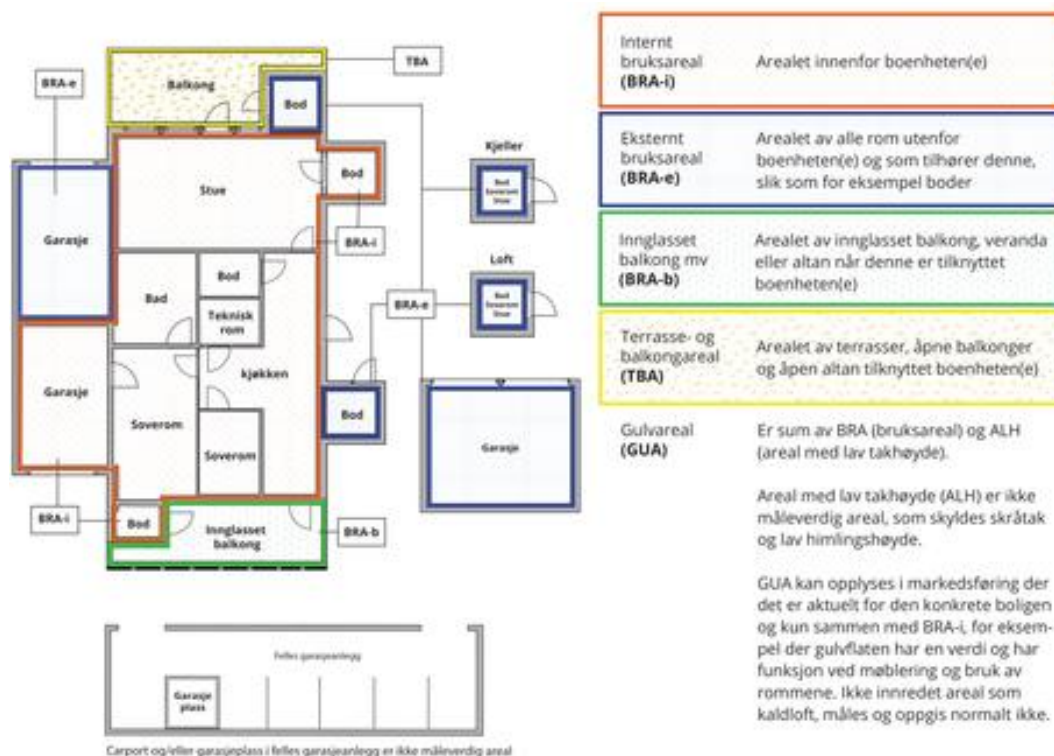 TBA
BRA-e
Balkong
Bod
Kjeller
Bod
Soverom
Stue
Stue
Bod
Garasje
BRA-i
Loft
Bod
Bad
Bod
Soverom
Stue
BRA-e
Teknisk
rom
kjøkken
Garasje
Soverom
Bod
Garasje
Soverom
BRA-i
Bod
Innglasset
balkong
BRA-b
Felles garasjeanlegg
Garasje
plass
Carport og/eller garasjeplass i felles garasjeanlegg er ikke måleverdig areal
Internt
bruksareal
(BRA-i)
Arealet innenfor boenheten(e)
Eksternt
bruksareal
(BRA-e)
Arealet av alle rom utenfor
boenheten(e) og som tilhører denne,
slik som for eksempel boder
Innglasset
balkong mv
(BRA-b)
Arealet av innglasset balkong, veranda
eller altan når denne er tilknyttet
boenheten(e)
Terrasse- og
balkongareal
(TBA)
Arealet av terrasser, åpne balkonger
og åpen altan tilknyttet boenheten(e)
Gulvareal
(GUA)
Er sum av BRA (bruksareal) og ALH
(areal med lav takhøyde).
Areal med lav takhøyde (ALH) er ikke
måleverdig areal, som skyldes skråtak
og lav himlingshøyde.
GUA kan opplyses i markedsføring der
det er aktuelt for den konkrete boligen
og kun sammen med BRA-i, for eksem-
pel der gulvflaten har en verdi og har
funksjon ved møblering og bruk av
rommene. Ikke innredet areal som
kaldloft, måles og oppgis normalt ikke.